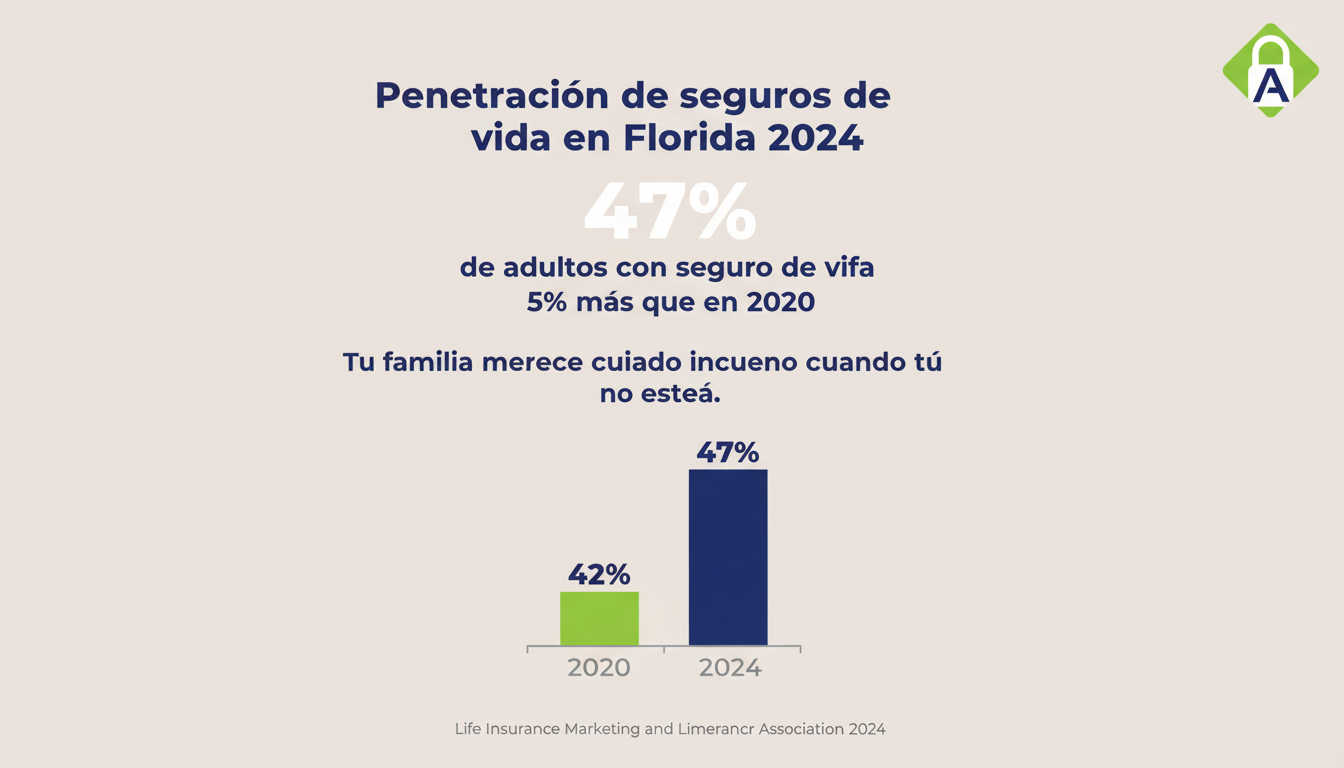 A
Penetración de seguros de
vida en Florida 2024
47%
de adultos con seguro de vifa
5% más que en 2020
Tu familia merece cuiado incueno cuando tú
no esteá.
47%
42%
2020 2024
Life Insurance Marketing and Limerancr Association 2024